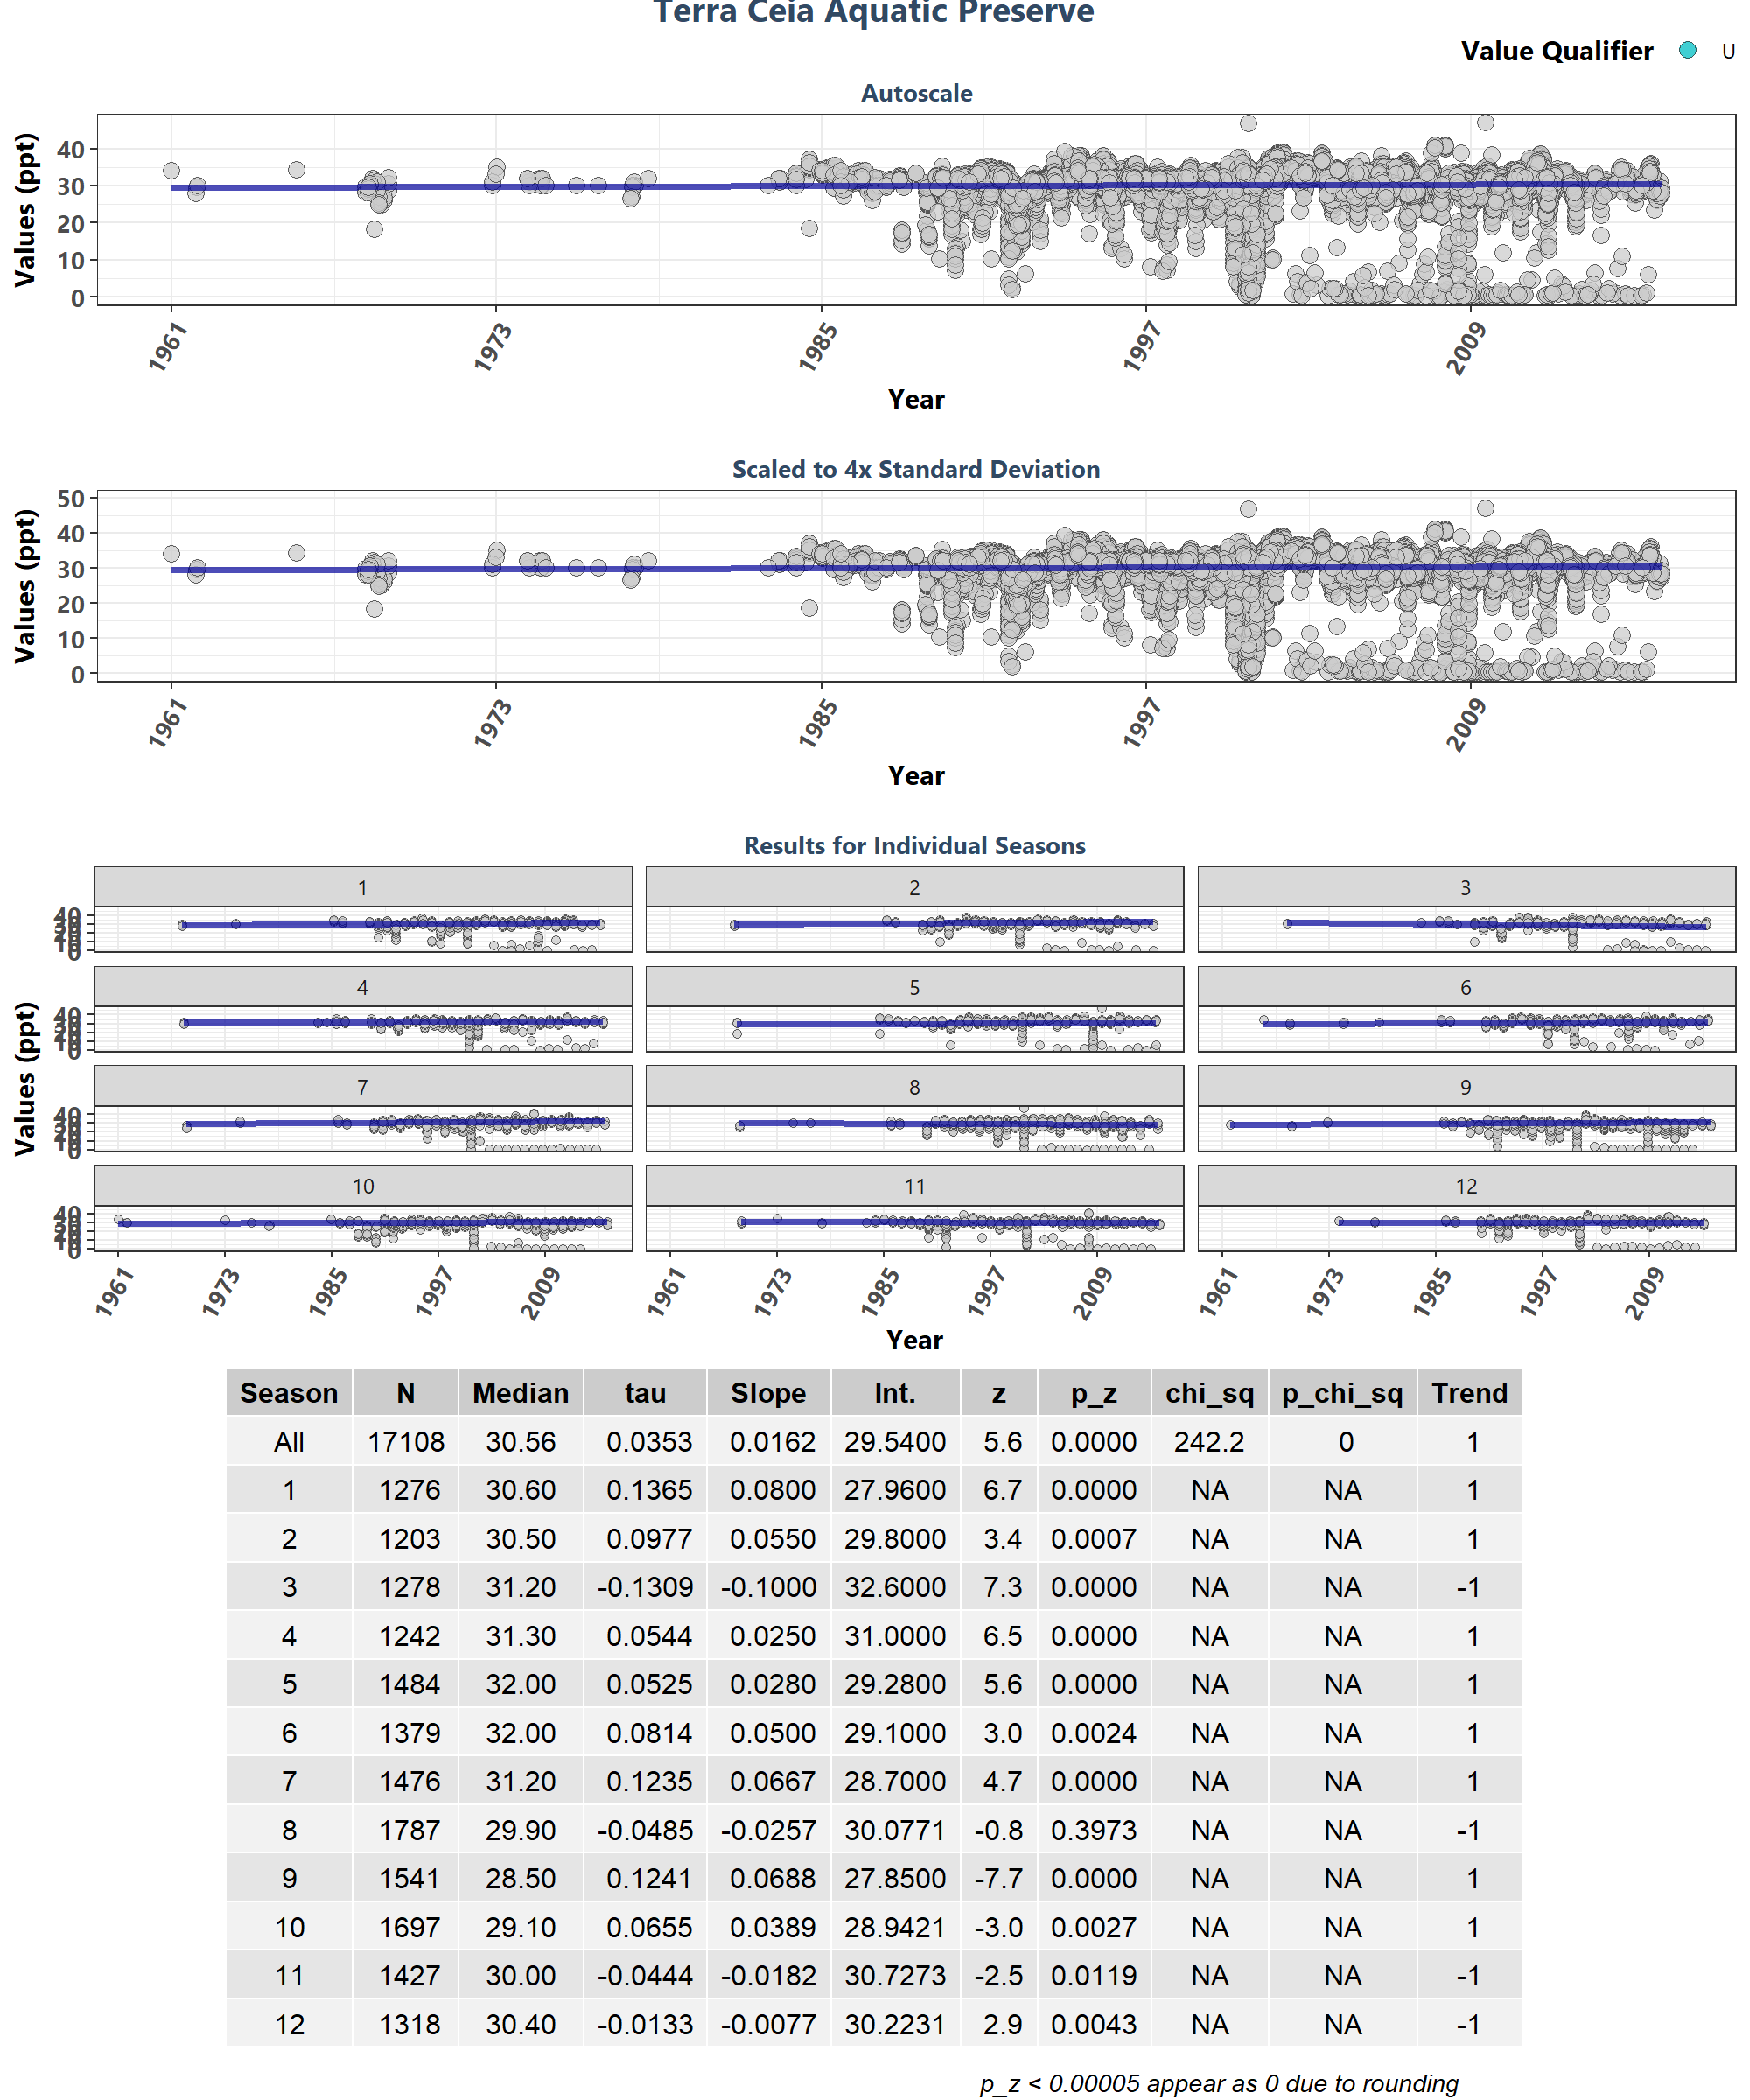 Terra Ceia Aquatic Preserve
Value Qualifier U
Autoscale
Values (ppt)
40
30
20
10
0
1961 1973 1985 1997 2009
Year
Scaled to 4x Standard Deviation
Values (ppt)
50
40
30
20
10
0
1961 1973 1985 1997 2009
Year
Results for Individual Seasons
Values (ppt)
1 2 3
40
0
4 5 6
40
0
7 8 9
40
0
10 11 12
40
0
1961 1973 1985 1997 2009 1961 1973 1985 1997 2009 1961 1973 1985 1997 2009
Year
Season N Median tau Slope Int. z p_z chi_sq p_chi_sq Trend
All 17108 30.56 0.0353 0.0162 29.5400 5.6 0.0000 242.2 0 1
1 1276 30.60 0.1365 0.0800 27.9600 6.7 0.0000 NA NA 1
2 1203 30.50 0.0977 0.0550 29.8000 3.4 0.0007 NA NA 1
3 1278 31.20 -0.1309 -0.1000 32.6000 7.3 0.0000 NA NA -1
4 1242 31.30 0.0544 0.0250 31.0000 6.5 0.0000 NA NA 1
5 1484 32.00 0.0525 0.0280 29.2800 5.6 0.0000 NA NA 1
6 1379 32.00 0.0814 0.0500 29.1000 3.0 0.0024 NA NA 1
7 1476 31.20 0.1235 0.0667 28.7000 4.7 0.0000 NA NA 1
8 1787 29.90 -0.0485 -0.0257 30.0771 -0.8 0.3973 NA NA -1
9 1541 28.50 0.1241 0.0688 27.8500 -7.7 0.0000 NA NA 1
10 1697 29.10 0.0655 0.0389 28.9421 -3.0 0.0027 NA NA 1
11 1427 30.00 -0.0444 -0.0182 30.7273 -2.5 0.0119 NA NA -1
12 1318 30.40 -0.0133 -0.0077 30.2231 2.9 0.0043 NA NA -1
p_z < 0.00005 appear as 0 due to rounding